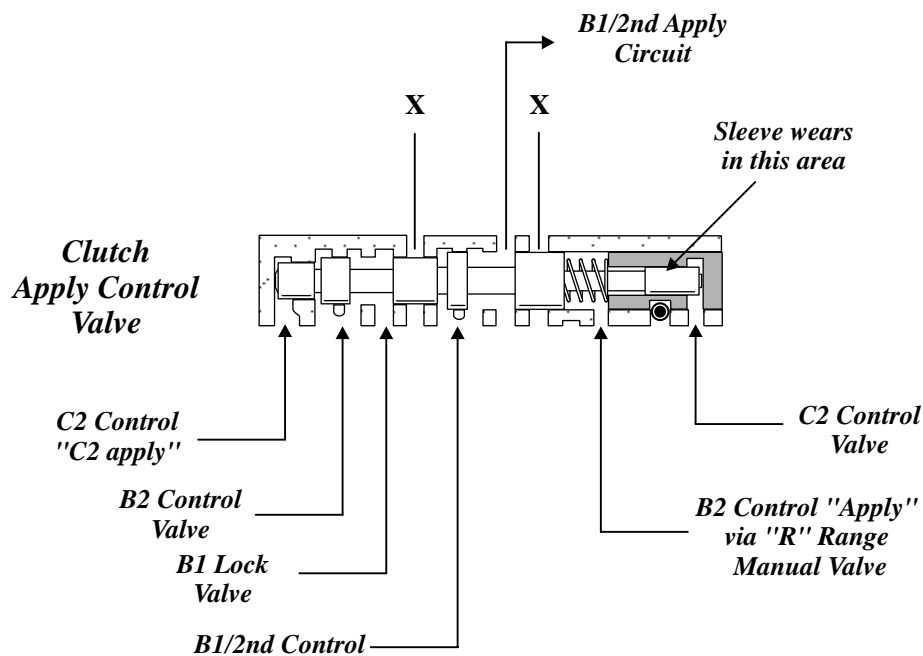 B1/2nd Apply
Circuit
X
X
Sleeve wears
in this area
Clutch
Apply Control
Valve
C2 Control
"C2 apply"
C2 Control
Valve
B2 Control
Valve
B2 Control "Apply"
via "R" Range
Manual Valve
B1 Lock
Valve
B1/2nd Control